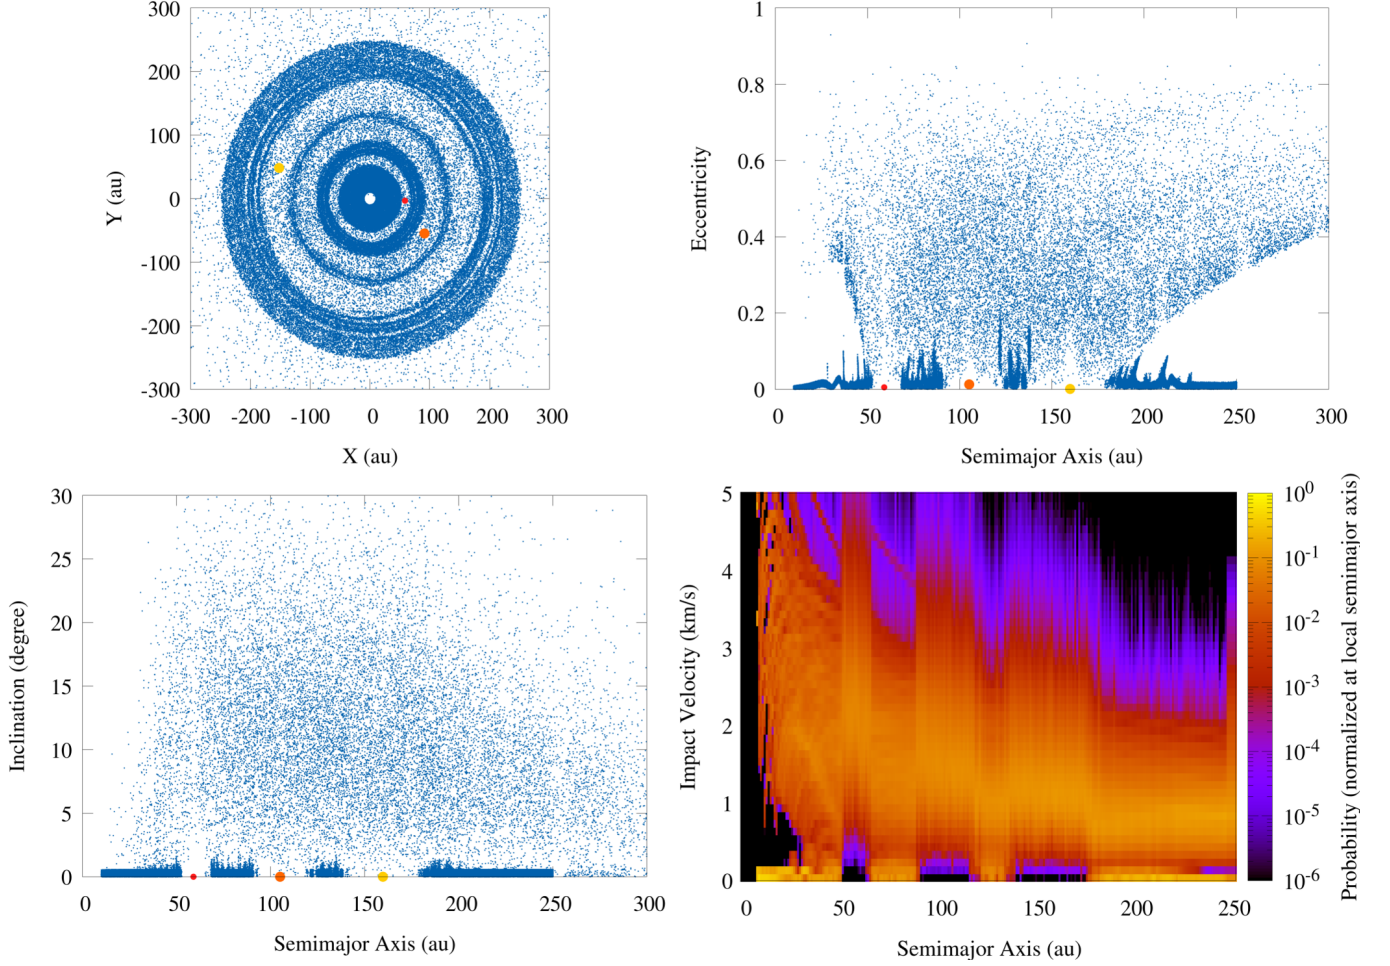 300
200
100
0
-100
-200
-300
-300 -200 -100 0 100 200 300
X (au)
Y (au)
1
0.8
0.6
0.4
0.2
0
0 50 100 150 200 250 300
Semimajor Axis (au)
Eccentricity
30
25
20
15
10
5
0
0 50 100 150 200 250 300
Semimajor Axis (au)
Inclination (degree)
5
4
3
2
1
0
0 50 100 150 200 250
Semimajor Axis (au)
Impact Velocity (km/s)
10^0
10^-1
10^-2
10^-3
10^-4
10^-5
10^-6
Probability (normalized at local semimajor axis)